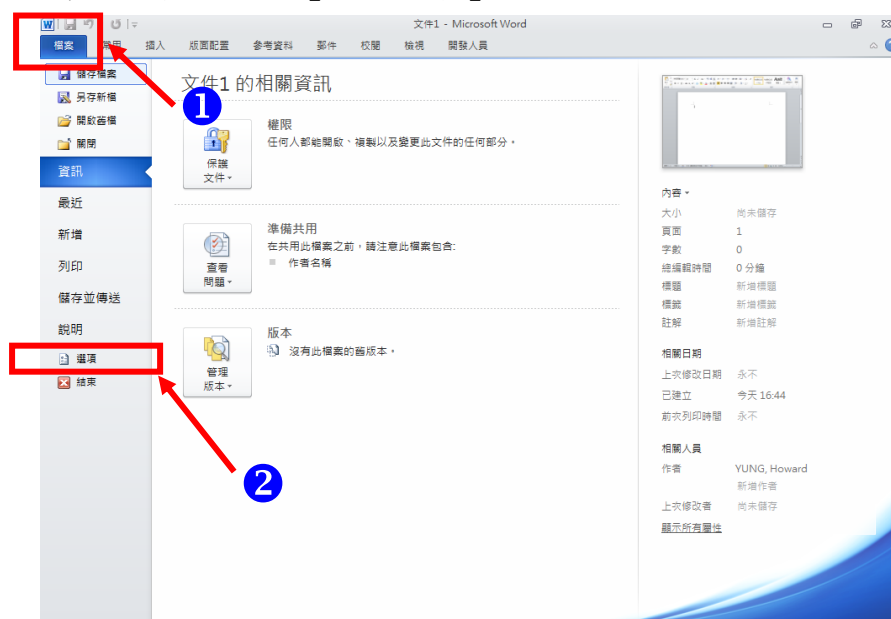 文件1 - Microsoft Word
檔案 常用 插入 版面配置 參考資料 郵件 校閱 檢視 開發人員
儲存檔案
另存新檔
開啟舊檔
關閉
資訊
最近
新增
列印
儲存並傳送
說明
選項
結束
1
2
文件1 的相關資訊
保護
文件
權限
任何人都能開啟、複製以及變更此文件的任何部分。
查看
問題
準備共用
在共用此檔案之前，請注意此檔案包含:
作者名稱
管理
版本
版本
沒有此檔案的舊版本。
內容
大小 尚未儲存
頁面 1
字數 0
總編輯時間 0 分鐘
標題 新增標題
標籤 新增標籤
註解 新增註解
相關日期
上次修改日期 永不
已建立 今天 16:44
前次列印時間 永不
相關人員
作者 YUNG, Howard
新增作者
上次修改者 尚未儲存
顯示所有屬性